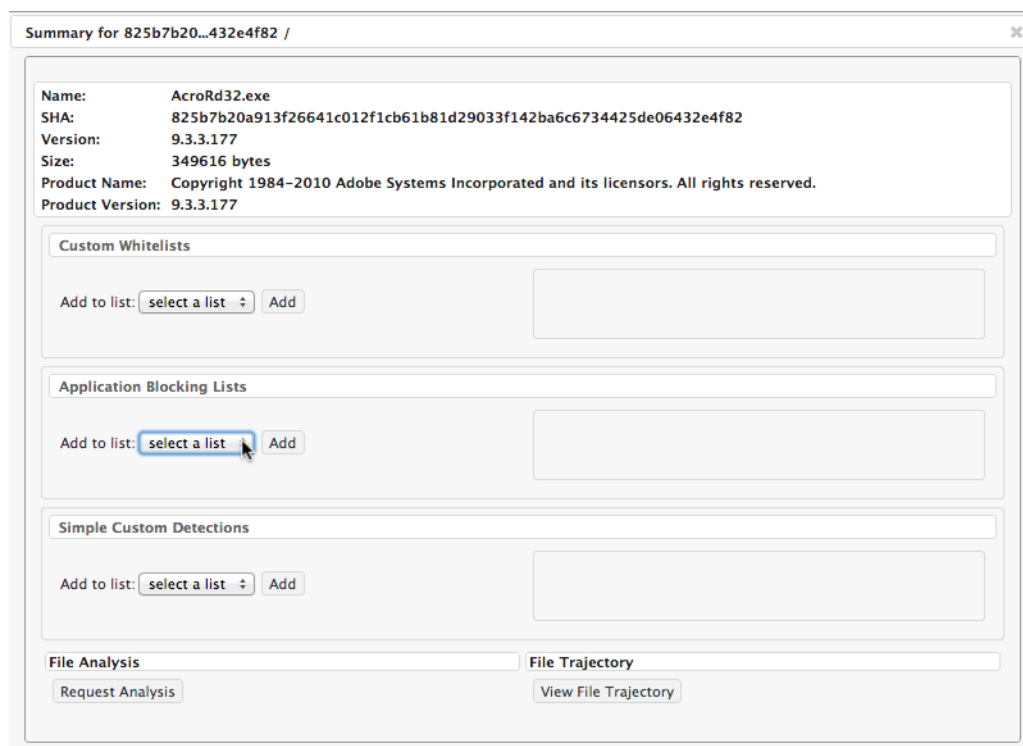 Summary for 825b7b20...432e4f82 /
Name: AcroRd32.exe
SHA: 825b7b20a913f26641c012f1cb61b81d29033f142ba6c6734425de06432e4f82
Version: 9.3.3.177
Size: 349616 bytes
Product Name: Copyright 1984-2010 Adobe Systems Incorporated and its licensors. All rights reserved.
Product Version: 9.3.3.177
Custom Whitelists
Add to list: select a list Add
Application Blocking Lists
Add to list: select a list Add
Simple Custom Detections
Add to list: select a list Add
File Analysis File Trajectory
Request Analysis View File Trajectory